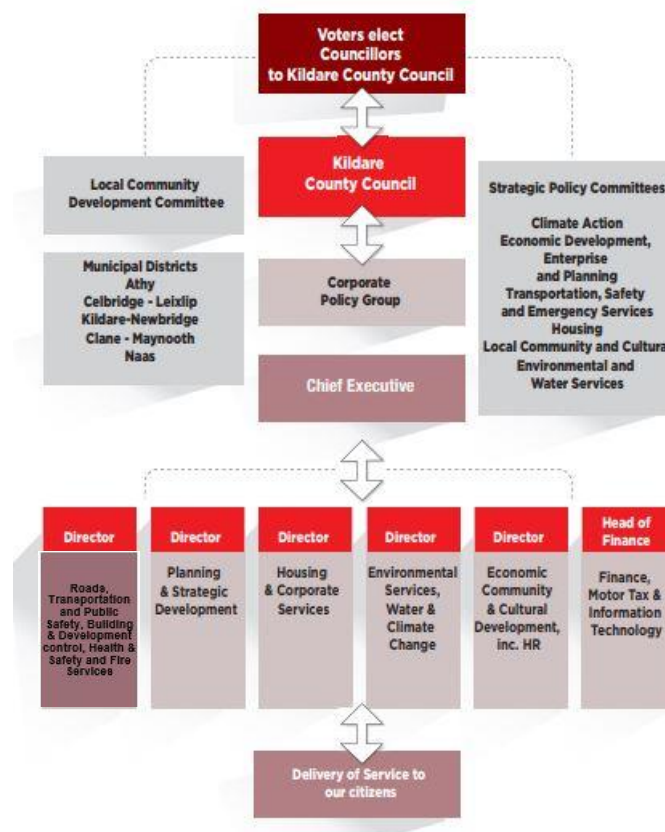 Voters elect
Councillors
to Kildare County Council
Kildare
County Council
Local Community
Development Committee
Municipal Districts
Athy
Celbridge - Leixlip
Kildare-Newbridge
Clane - Maynooth
Naas
Corporate
Policy Group
Chief Executive
Strategic Policy Committees
Climate Action
Economic Development,
Enterprise
and Planning
Transportation, Safety
and Emergency Services
Housing
Local Community and Cultura
Environmental and
Water Services
Director
Roads,
Transportation
and Public
Safety, Building
& Development
control, Health &
Safety and Fire
Services
Director
Planning
& Strategic
Development
Director
Housing
& Corporate
Services
Director
Environmental
Services,
Water &
Climate
Change
Director
Economic
Community
& Cultural
Development,
inc. HR
Head of
Finance
Finance,
Motor Tax &
Information
Technology
Delivery of Service to
our citizens